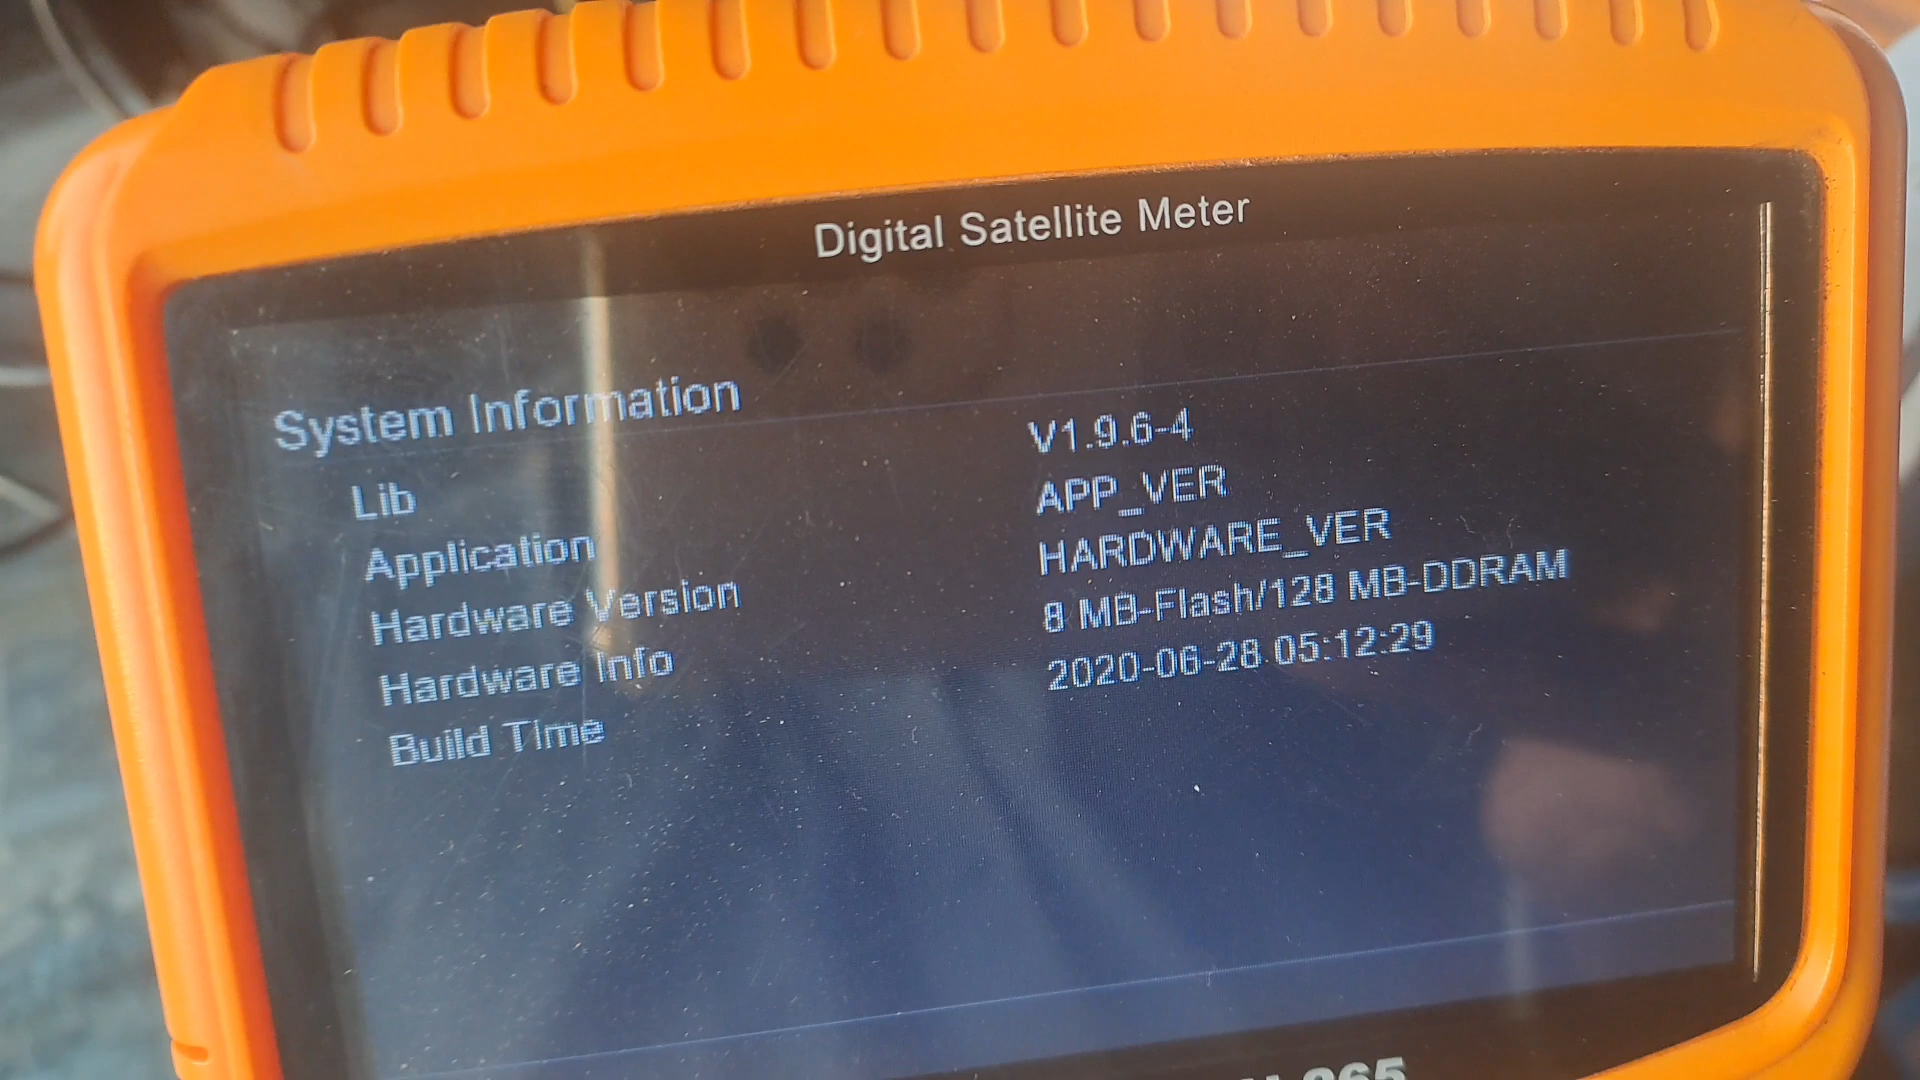 Digital Satellite Meter
System Information
Lib V1.9.6-4
Application APP_VER
Hardware Version HARDWARE_VER
Hardware Info 8 MB-Flash/128 MB-DDRAM
Build Time 2020-06-28 05:12:29
265